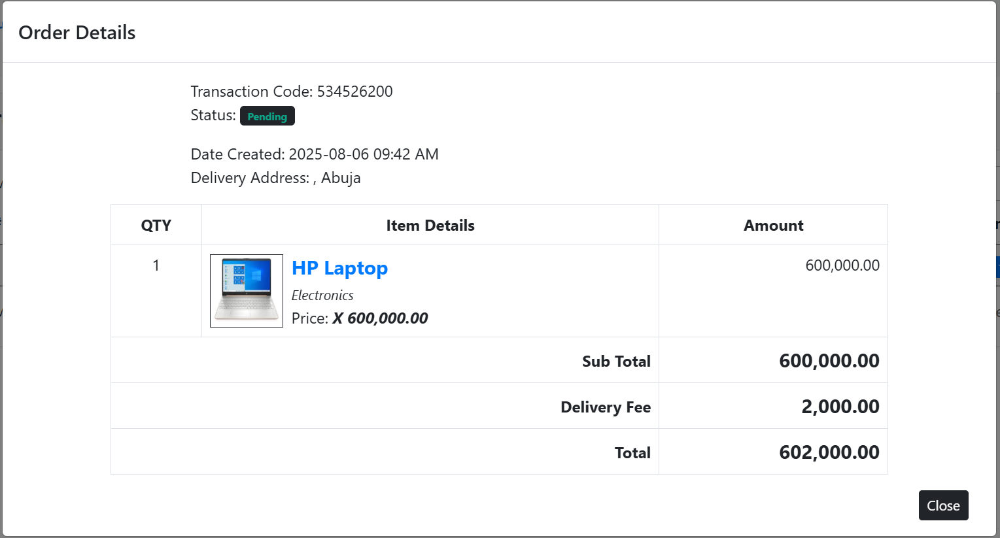 Order Details
Transaction Code: 534526200
Status: Pending
Date Created: 2025-08-06 09:42 AM
Delivery Address: , Abuja
QTY Item Details Amount
1 HP Laptop 600,000.00
Electronics
Price: X 600,000.00
Sub Total 600,000.00
Delivery Fee 2,000.00
Total 602,000.00
Close